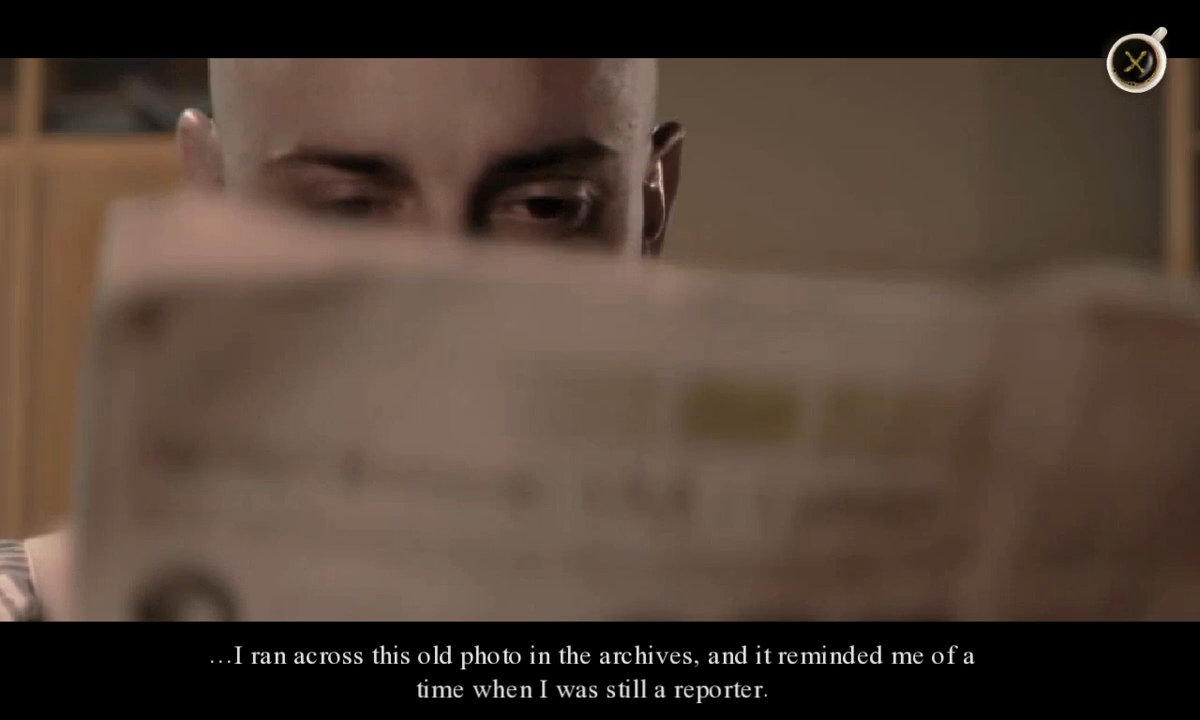 ...I ran across this old photo in the archives, and it reminded me of a
time when I was still a reporter.